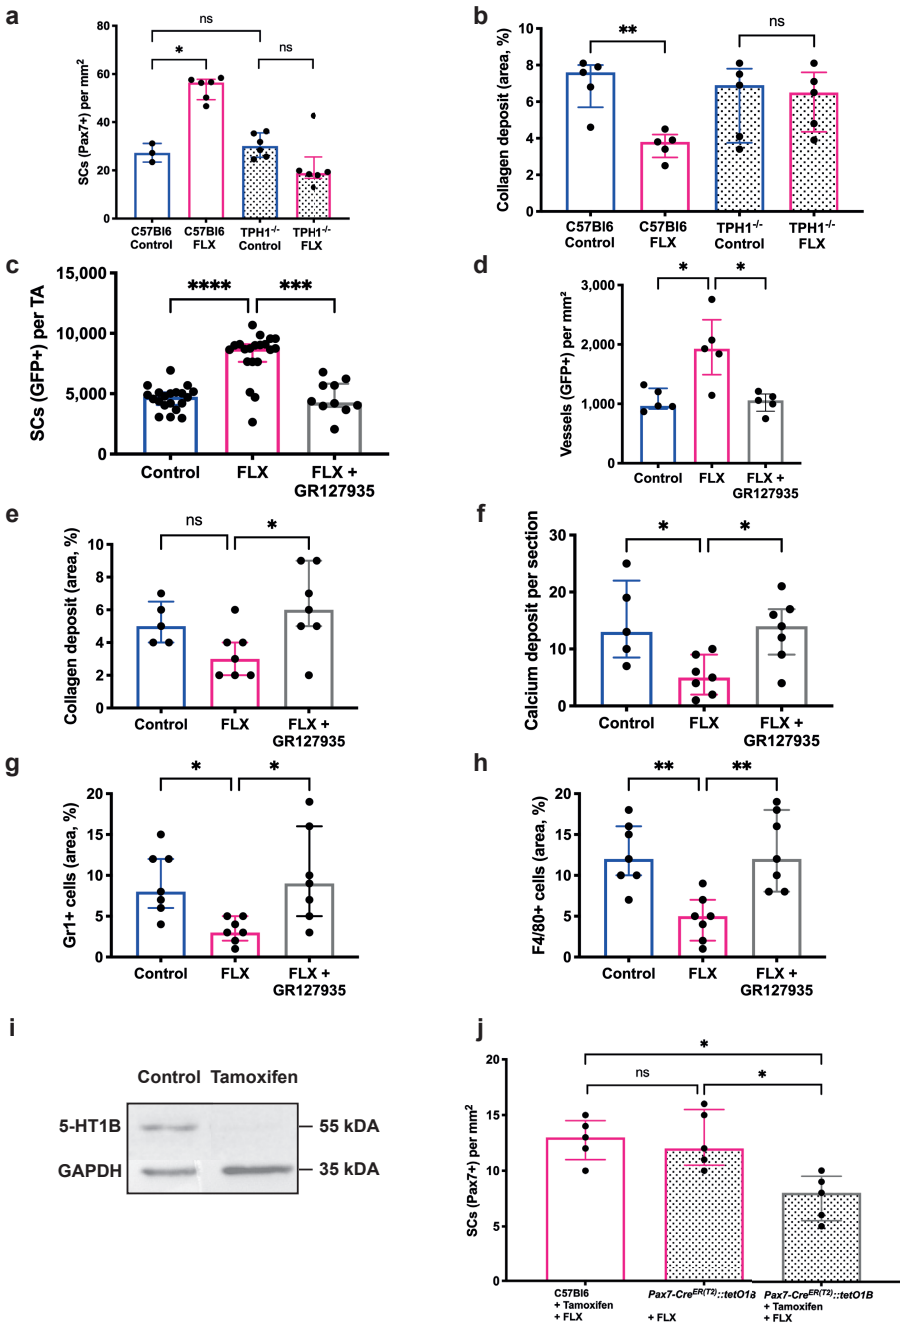 a
SCs (Pax7+) per mm²
80
60
40
20
0
ns
*
ns
C57Bl6 Control
C57Bl6 FLX
TPH1⁻/⁻ Control
TPH1⁻/⁻ FLX
b
Collagen deposit (area, %)
10
8
6
4
2
0
**
ns
C57Bl6 Control
C57Bl6 FLX
TPH1⁻/⁻ Control
TPH1⁻/⁻ FLX
c
SCs (GFP+) per TA
15,000
10,000
5,000
0
****
***
Control
FLX
FLX + GR127935
d
Vessels (GFP+) per mm²
3,000
2,000
1,000
0
*
*
Control
FLX
FLX + GR127935
e
Collagen deposit (area, %)
10
8
6
4
2
0
ns
*
Control
FLX
FLX + GR127935
f
Calcium deposit per section
30
20
10
0
*
*
Control
FLX
FLX + GR127935
g
Gr1+ cells (area, %)
20
15
10
5
0
*
*
Control
FLX
FLX + GR127935
h
F4/80+ cells (area, %)
20
15
10
5
0
**
**
Control
FLX
FLX + GR127935
i
Control Tamoxifen
5-HT1B
55 kDA
GAPDH
35 kDA
j
SCs (Pax7+) per mm²
20
15
10
5
0
*
ns
*
C57Bl6
+ Tamoxifen
+ FLX
Pax7-Creᴱᴿ⁽ᵀ²⁾::tetO1B
+ FLX
Pax7-Creᴱᴿ⁽ᵀ²⁾::tetO1B
+ Tamoxifen
+ FLX